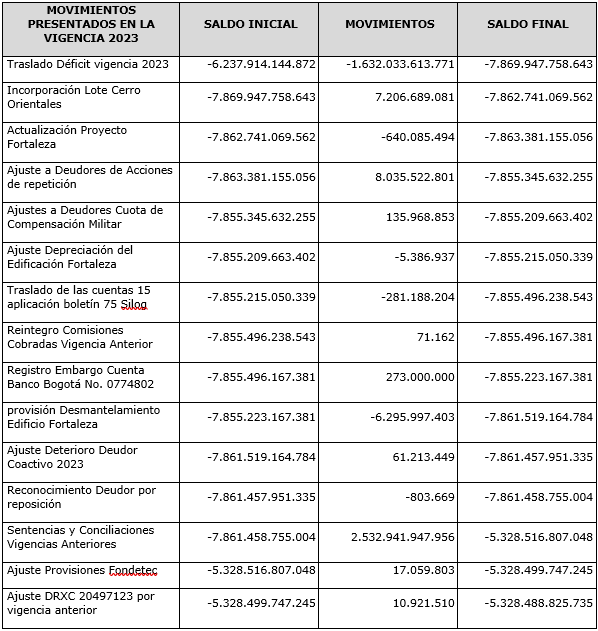 MOVIMIENTOS PRESENTADOS EN LA VIGENCIA 2023 SALDO INICIAL MOVIMIENTOS SALDO FINAL
Traslado Déficit vigencia 2023 -6.237.914.144.872 -1.632.033.613.771 -7.869.947.758.643
Incorporación Lote Cerro Orientales -7.869.947.758.643 7.206.689.081 -7.862.741.069.562
Actualización Proyecto Fortaleza -7.862.741.069.562 -640.085.494 -7.863.381.155.056
Ajuste a Deudores de Acciones de repetición -7.863.381.155.056 8.035.522.801 -7.855.345.632.255
Ajustes a Deudores Cuota de Compensación Militar -7.855.345.632.255 135.968.853 -7.855.209.663.402
Ajuste Depreciación del Edificación Fortaleza -7.855.209.663.402 -5.386.937 -7.855.215.050.339
Traslado de las cuentas 15 aplicación boletín 75 Silog -7.855.215.050.339 -281.188.204 -7.855.496.238.543
Reintegro Comisiones Cobradas Vigencia Anterior -7.855.496.238.543 71.162 -7.855.496.167.381
Registro Embargo Cuenta Banco Bogotá No. 0774802 -7.855.496.167.381 273.000.000 -7.855.223.167.381
provisión Desmantelamiento Edificio Fortaleza -7.855.223.167.381 -6.295.997.403 -7.861.519.164.784
Ajuste Deterioro Deudor Coactivo 2023 -7.861.519.164.784 61.213.449 -7.861.457.951.335
Reconocimiento Deudor por reposición -7.861.457.951.335 -803.669 -7.861.458.755.004
Sentencias y Conciliaciones Vigencias Anteriores -7.861.458.755.004 2.532.941.947.956 -5.328.516.807.048
Ajuste Provisiones Fondetec -5.328.516.807.048 17.059.803 -5.328.499.747.245
Ajuste DRXC 20497123 por vigencia anterior -5.328.499.747.245 10.921.510 -5.328.488.825.735